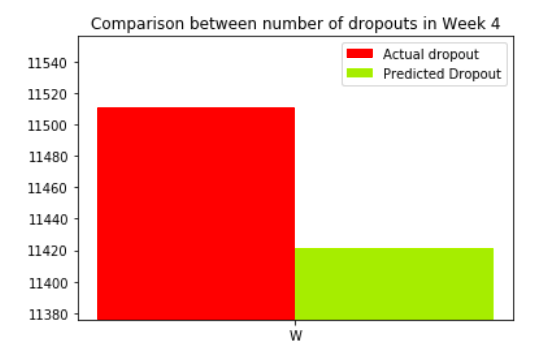 Comparison between number of dropouts in Week 4
Actual dropout
Predicted Dropout
11540
11520
11500
11480
11460
11440
11420
11400
11380
W